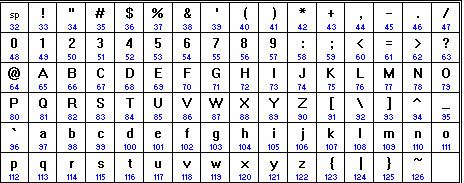 sp ! " # $ % & ' ( ) * + , - . /
32 33 34 35 36 37 38 39 40 41 42 43 44 45 46 47
0 1 2 3 4 5 6 7 8 9 : ; < = > ?
48 49 50 51 52 53 54 55 56 57 58 59 60 61 62 63
@ A B C D E F G H I J K L M N O
64 65 66 67 68 69 70 71 72 73 74 75 76 77 78 79
P Q R S T U V W X Y Z [ \ ] ^ _
80 81 82 83 84 85 86 87 88 89 90 91 92 93 94 95
` a b c d e f g h i j k l m n o
96 97 98 99 100 101 102 103 104 105 106 107 108 109 110 111
p q r s t u v w x y z { | } ~
112 113 114 115 116 117 118 119 120 121 122 123 124 125 126